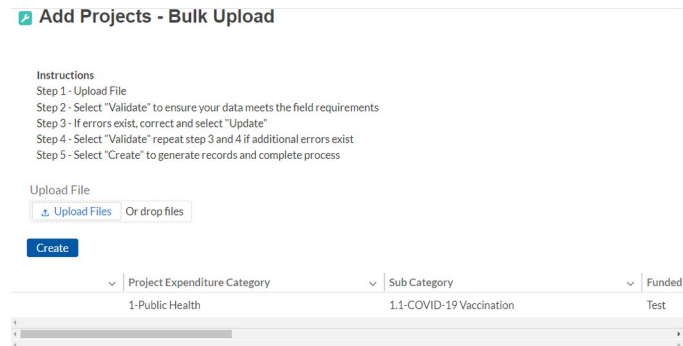 Add Projects - Bulk Upload
Instructions
Step 1 - Upload File
Step 2 - Select "Validate" to ensure your data meets the field requirements
Step 3 - If errors exist, correct and select "Update"
Step 4 - Select "Validate" repeat step 3 and 4 if additional errors exist
Step 5 - Select "Create" to generate records and complete process
Upload File
Upload Files Or drop files
Create
Project Expenditure Category Sub Category Funded
1-Public Health 1.1-COVID-19 Vaccination Test